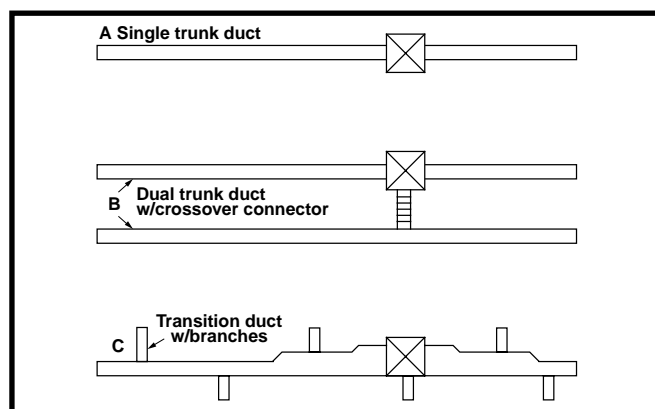 A Single trunk duct
B
Dual trunk duct
w/crossover connector
C
Transition duct
w/branches